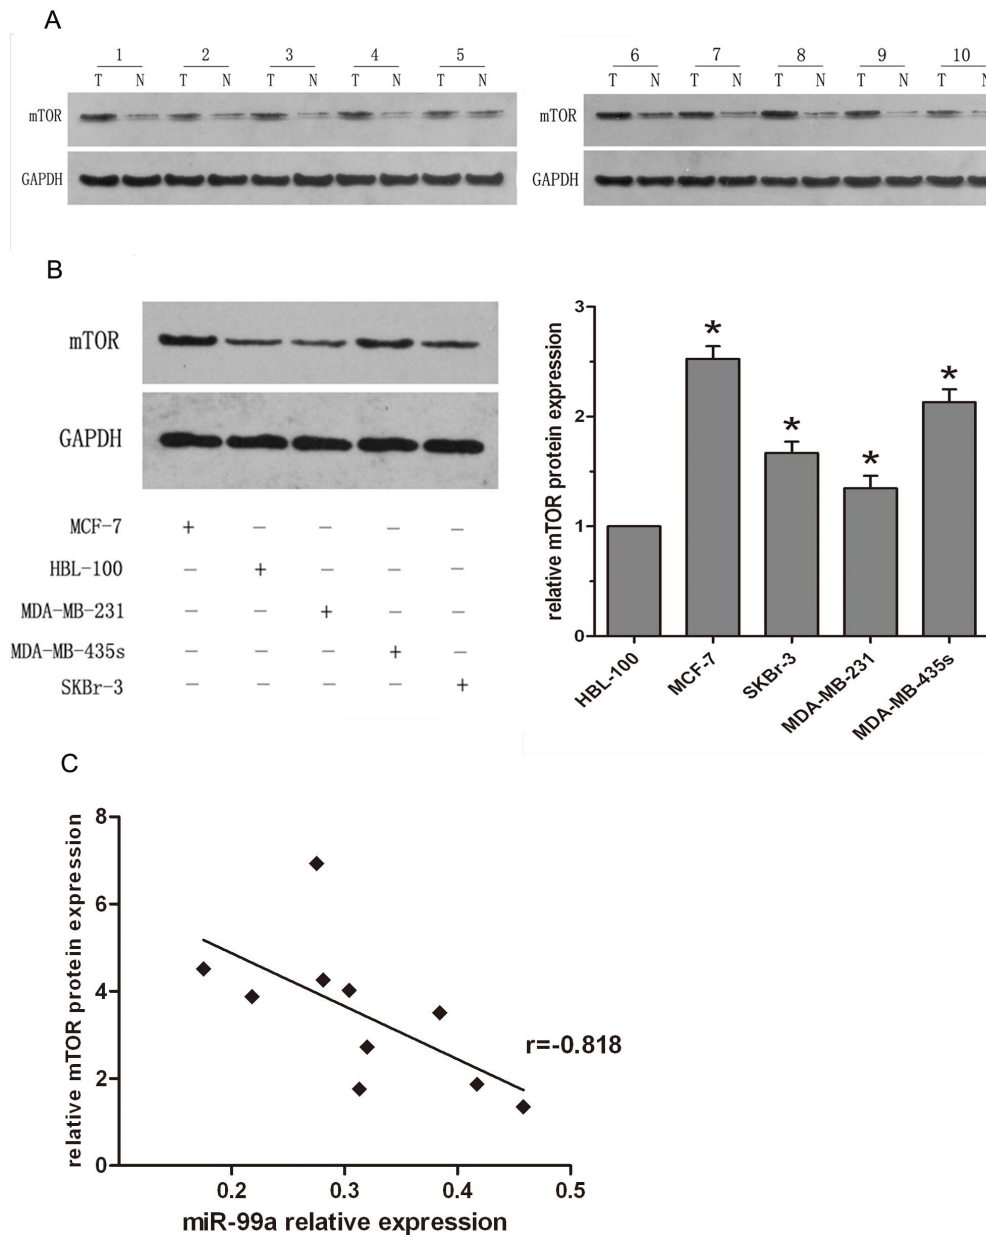 A
1 2 3 4 5
T N T N T N T N T N
mTOR
GAPDH
6 7 8 9 10
T N T N T N T N T N
mTOR
GAPDH
B
mTOR
GAPDH
MCF-7 + − − − −
HBL-100 − + − − −
MDA-MB-231 − − + − −
MDA-MB-435s − − − + −
SKBr-3 − − − − +
relative mTOR protein expression
3
2
1
0
* * * *
HBL-100 MCF-7 SKBr-3 MDA-MB-231 MDA-MB-435s
C
relative mTOR protein expression
8
6
4
2
0
r=-0.818
0.2 0.3 0.4 0.5
miR-99a relative expression